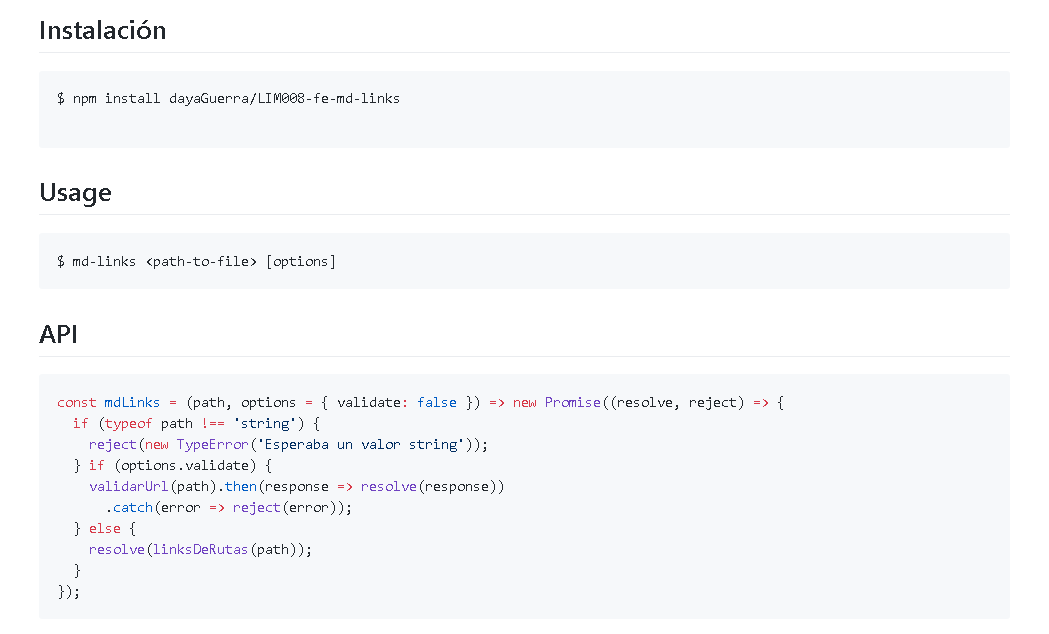 Instalación
$ npm install dayaGuerra/LIM008-fe-md-links
Usage
$ md-links <path-to-file> [options]
API
const mdLinks = (path, options = { validate: false }) => new Promise((resolve, reject) => {
  if (typeof path !== 'string') {
    reject(new TypeError('Esperaba un valor string'));
  } if (options.validate) {
    validarUrl(path).then(response => resolve(response))
      .catch(error => reject(error));
  } else {
    resolve(linksDeRutas(path));
  }
});